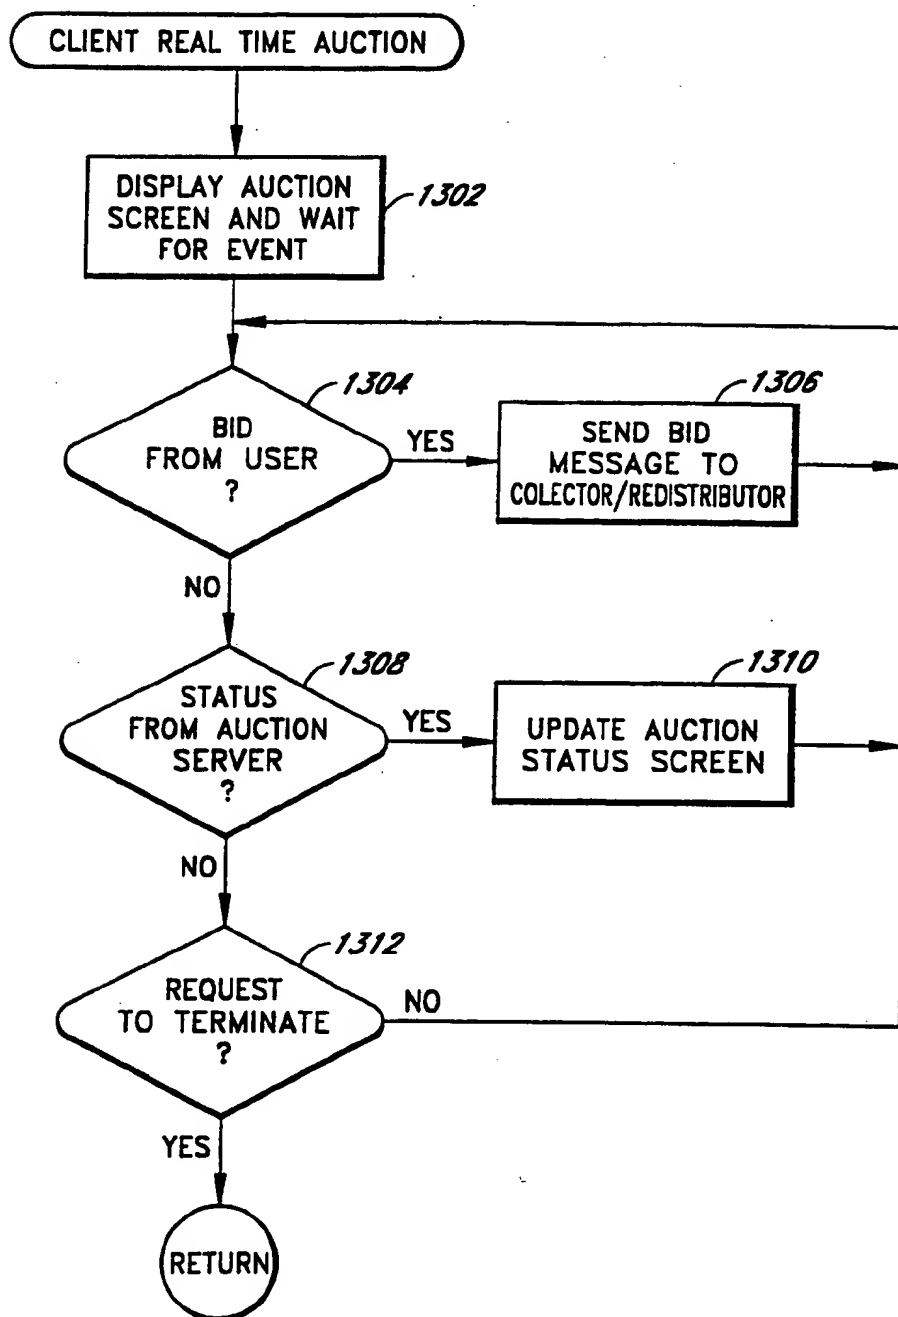 CLIENT REAL TIME AUCTION
DISPLAY AUCTION
SCREEN AND WAIT
FOR EVENT
1302
BID
FROM USER
?
1304
YES
SEND BID
MESSAGE TO
COLECTOR/REDISTRIBUTOR
1306
NO
STATUS
FROM AUCTION
SERVER
?
1308
YES
UPDATE AUCTION
STATUS SCREEN
1310
NO
REQUEST
TO TERMINATE
?
1312
NO
YES
RETURN